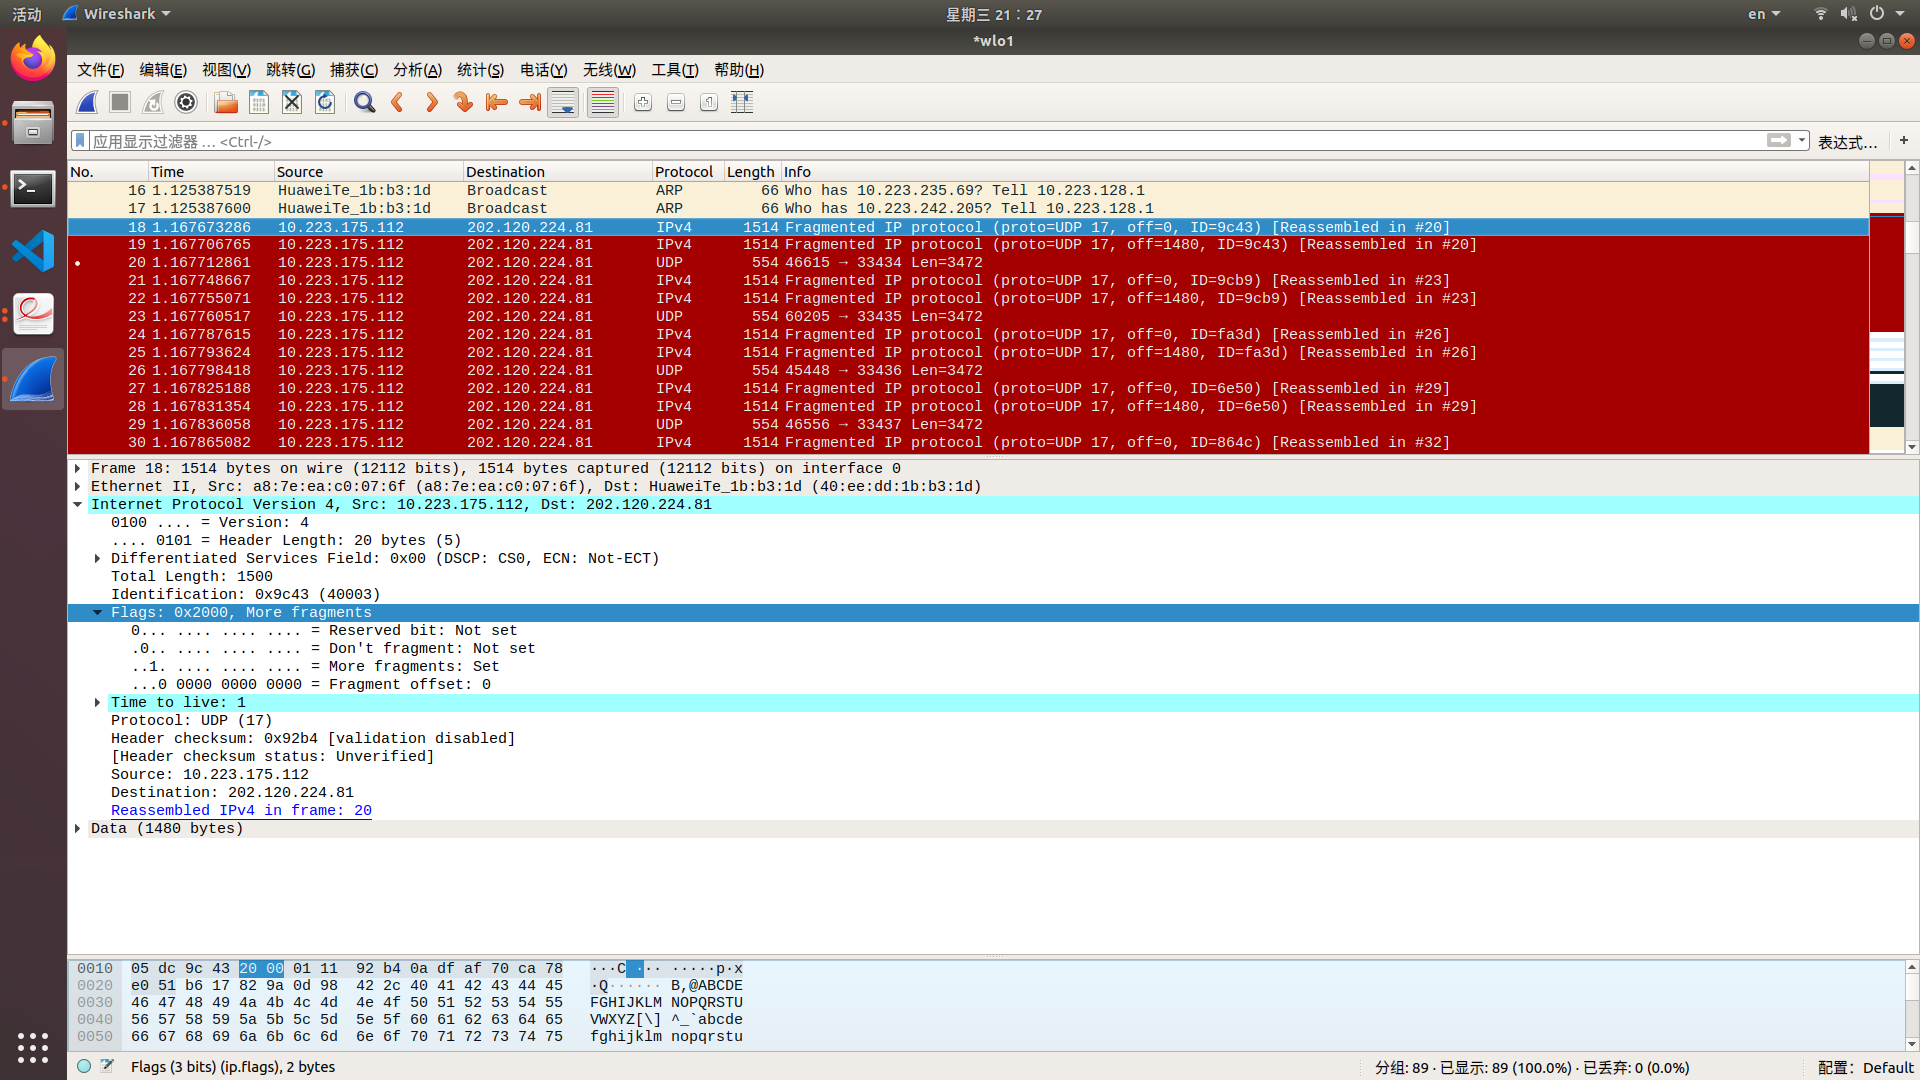 活动 Wireshark 星期三 21：27 en
*wlo1
文件(F) 编辑(E) 视图(V) 跳转(G) 捕获(C) 分析(A) 统计(S) 电话(Y) 无线(W) 工具(T) 帮助(H)
应用显示过滤器 … <Ctrl-/> 表达式… +
No. Time Source Destination Protocol Length Info
16 1.125387519 HuaweiTe_1b:b3:1d Broadcast ARP 66 Who has 10.223.235.69? Tell 10.223.128.1
17 1.125387600 HuaweiTe_1b:b3:1d Broadcast ARP 66 Who has 10.223.242.205? Tell 10.223.128.1
18 1.167673286 10.223.175.112 202.120.224.81 IPv4 1514 Fragmented IP protocol (proto=UDP 17, off=0, ID=9c43) [Reassembled in #20]
19 1.167706765 10.223.175.112 202.120.224.81 IPv4 1514 Fragmented IP protocol (proto=UDP 17, off=1480, ID=9c43) [Reassembled in #20]
20 1.167712861 10.223.175.112 202.120.224.81 UDP 554 46615 → 33434 Len=3472
21 1.167748667 10.223.175.112 202.120.224.81 IPv4 1514 Fragmented IP protocol (proto=UDP 17, off=0, ID=9cb9) [Reassembled in #23]
22 1.167755071 10.223.175.112 202.120.224.81 IPv4 1514 Fragmented IP protocol (proto=UDP 17, off=1480, ID=9cb9) [Reassembled in #23]
23 1.167760517 10.223.175.112 202.120.224.81 UDP 554 60205 → 33435 Len=3472
24 1.167787615 10.223.175.112 202.120.224.81 IPv4 1514 Fragmented IP protocol (proto=UDP 17, off=0, ID=fa3d) [Reassembled in #26]
25 1.167793624 10.223.175.112 202.120.224.81 IPv4 1514 Fragmented IP protocol (proto=UDP 17, off=1480, ID=fa3d) [Reassembled in #26]
26 1.167798418 10.223.175.112 202.120.224.81 UDP 554 45448 → 33436 Len=3472
27 1.167825188 10.223.175.112 202.120.224.81 IPv4 1514 Fragmented IP protocol (proto=UDP 17, off=0, ID=6e50) [Reassembled in #29]
28 1.167831354 10.223.175.112 202.120.224.81 IPv4 1514 Fragmented IP protocol (proto=UDP 17, off=1480, ID=6e50) [Reassembled in #29]
29 1.167836058 10.223.175.112 202.120.224.81 UDP 554 46556 → 33437 Len=3472
30 1.167865082 10.223.175.112 202.120.224.81 IPv4 1514 Fragmented IP protocol (proto=UDP 17, off=0, ID=864c) [Reassembled in #32]
Frame 18: 1514 bytes on wire (12112 bits), 1514 bytes captured (12112 bits) on interface 0
Ethernet II, Src: a8:7e:ea:c0:07:6f (a8:7e:ea:c0:07:6f), Dst: HuaweiTe_1b:b3:1d (40:ee:dd:1b:b3:1d)
Internet Protocol Version 4, Src: 10.223.175.112, Dst: 202.120.224.81
0100 .... = Version: 4
.... 0101 = Header Length: 20 bytes (5)
Differentiated Services Field: 0x00 (DSCP: CS0, ECN: Not-ECT)
Total Length: 1500
Identification: 0x9c43 (40003)
Flags: 0x2000, More fragments
0... .... .... .... = Reserved bit: Not set
.0.. .... .... .... = Don't fragment: Not set
..1. .... .... .... = More fragments: Set
...0 0000 0000 0000 = Fragment offset: 0
Time to live: 1
Protocol: UDP (17)
Header checksum: 0x92b4 [validation disabled]
[Header checksum status: Unverified]
Source: 10.223.175.112
Destination: 202.120.224.81
Reassembled IPv4 in frame: 20
Data (1480 bytes)
0010 05 dc 9c 43 20 00 01 11 92 b4 0a df af 70 ca 78 ···C ··· ·····p·x
0020 e0 51 b6 17 82 9a 0d 98 42 2c 40 41 42 43 44 45 ·Q······ B,@ABCDE
0030 46 47 48 49 4a 4b 4c 4d 4e 4f 50 51 52 53 54 55 FGHIJKLM NOPQRSTU
0040 56 57 58 59 5a 5b 5c 5d 5e 5f 60 61 62 63 64 65 VWXYZ[\] ^_`abcde
0050 66 67 68 69 6a 6b 6c 6d 6e 6f 70 71 72 73 74 75 fghijklm nopqrstu
Flags (3 bits) (ip.flags), 2 bytes 分组: 89 · 已显示: 89 (100.0%) · 已丢弃: 0 (0.0%) 配置：Default